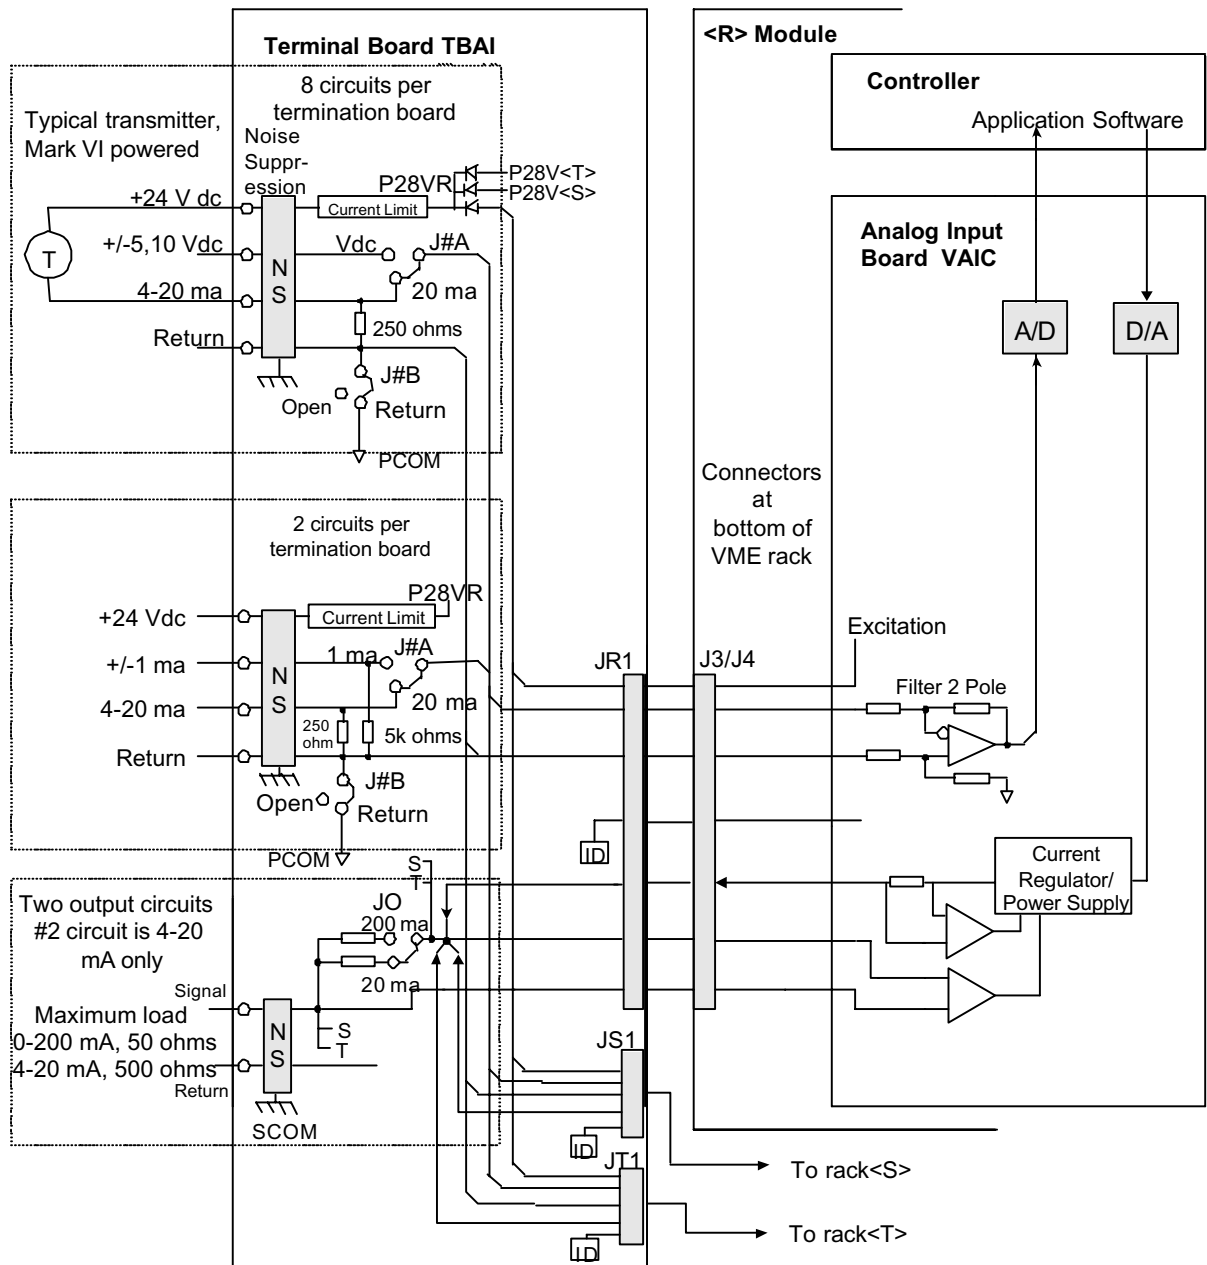 Terminal Board TBAI
<R> Module
8 circuits per
termination board
Typical transmitter,
Mark VI powered
Noise
Suppr-
ession
P28VR
P28V<T>
P28V<S>
+24 V dc
Current Limit
+/-5,10 Vdc
Vdc
J#A
T
N
S
4-20 ma
20 ma
250 ohms
Return
J#B
Open
Return
PCOM
Controller
Application Software
Analog Input
Board VAIC
A/D
D/A
Connectors
at
bottom of
VME rack
2 circuits per
termination board
P28VR
+24 Vdc
Current Limit
+/-1 ma
1 ma
J#A
N
S
4-20 ma
20 ma
250
ohm
5k ohms
Return
J#B
Open
Return
PCOM
JR1
J3/J4
Excitation
Filter 2 Pole
ID
Current
Regulator/
Power Supply
S
T
Two output circuits
#2 circuit is 4-20
mA only
JO
200 ma
20 ma
Signal
Maximum load
0-200 mA, 50 ohms
4-20 mA, 500 ohms
Return
N
S
S
T
SCOM
JS1
ID
To rack<S>
JT1
ID
To rack<T>